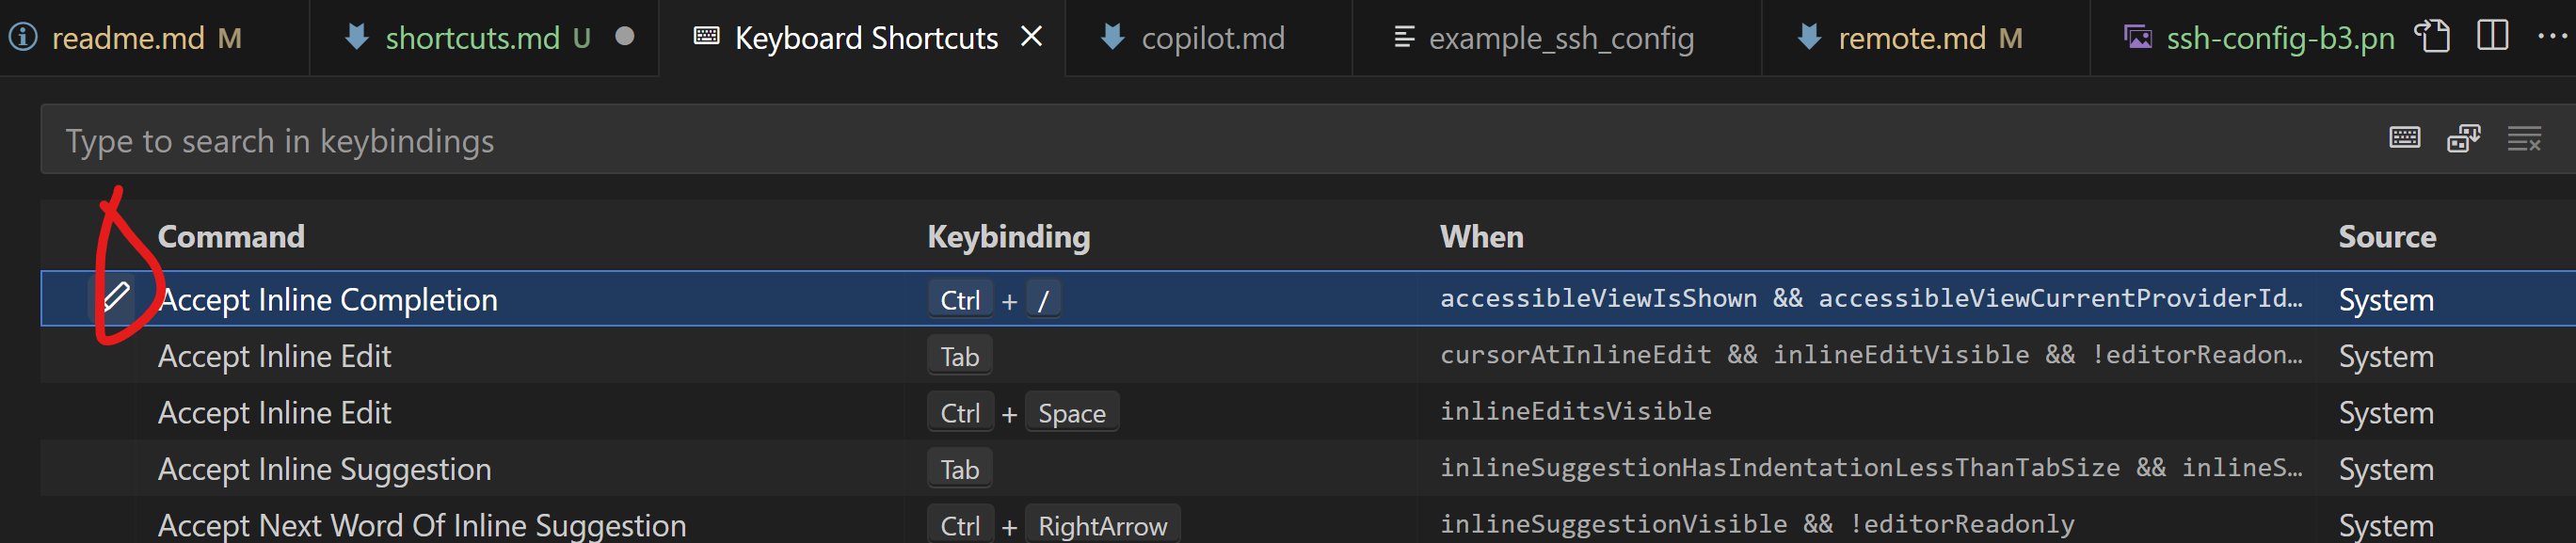 readme.md M shortcuts.md U Keyboard Shortcuts copilot.md example_ssh_config remote.md M ssh-config-b3.pn
Type to search in keybindings
Command Keybinding When Source
Accept Inline Completion Ctrl + / accessibleViewIsShown && accessibleViewCurrentProviderId… System
Accept Inline Edit Tab cursorAtInlineEdit && inlineEditVisible && !editorReadon… System
Accept Inline Edit Ctrl + Space inlineEditsVisible System
Accept Inline Suggestion Tab inlineSuggestionHasIndentationLessThanTabSize && inlineS… System
Accept Next Word Of Inline Suggestion Ctrl + RightArrow inlineSuggestionVisible && !editorReadonly System